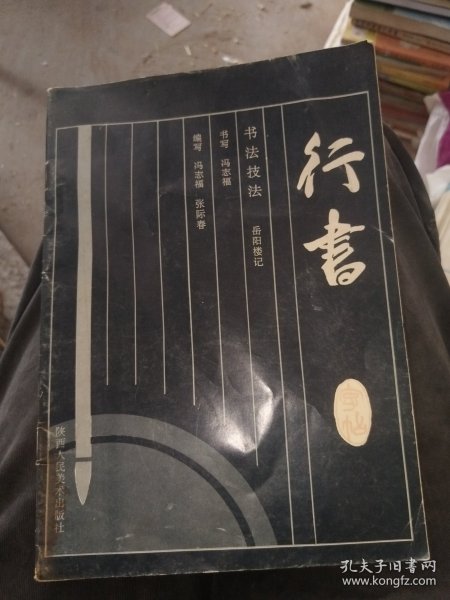 行書
字帖
书法技法 岳阳楼记
书写 冯志福
编写 冯志福 张际春
陕西人民美术出版社
孔夫子旧书网
www.kongfz.com